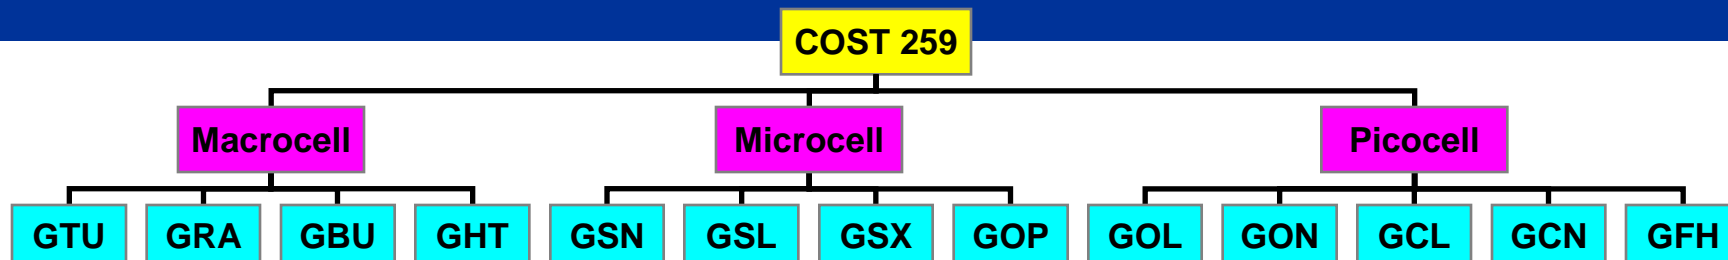 COST 259
Macrocell Microcell Picocell
GTU GRA GBU GHT GSN GSL GSX GOP GOL GON GCL GCN GFH